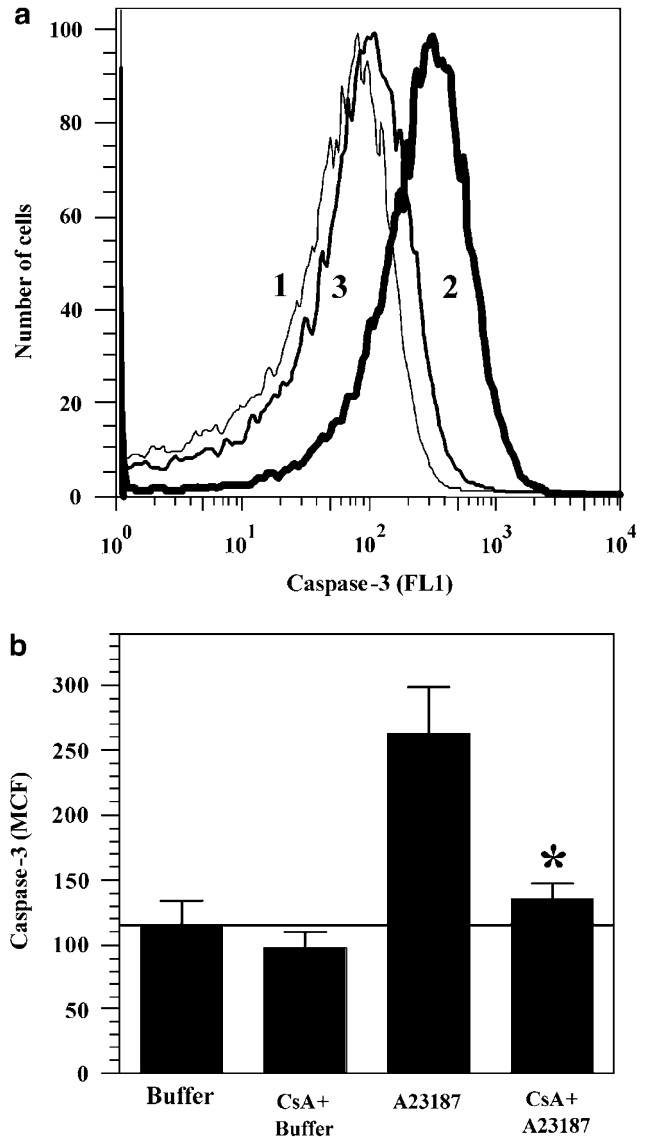 a
100
80
60
40
20
0
Number of cells
1 3 2
10^0 10^1 10^2 10^3 10^4
Caspase-3 (FL1)
b
300
250
200
150
100
50
0
Caspase-3 (MCF)
*
Buffer CsA+ A23187 CsA+
Buffer A23187